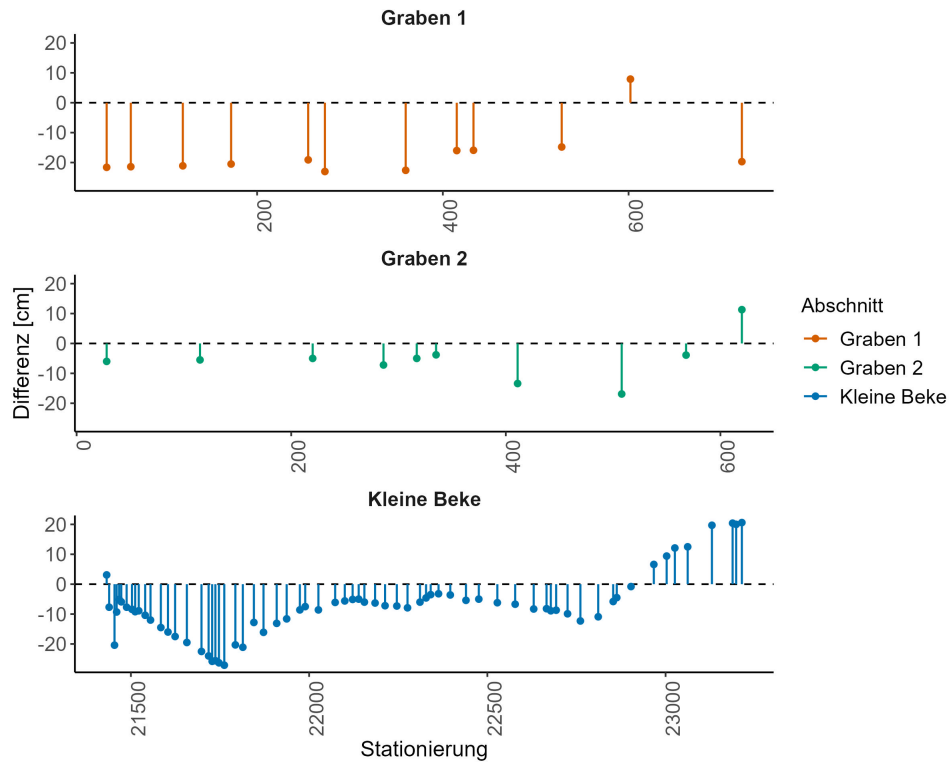 Graben 1
20
10
0
-10
-20
200
400
600
Graben 2
20
10
0
-10
-20
0
200
400
600
Differenz [cm]
Kleine Beke
20
10
0
-10
-20
21500
22000
22500
23000
Stationierung
Abschnitt
Graben 1
Graben 2
Kleine Beke